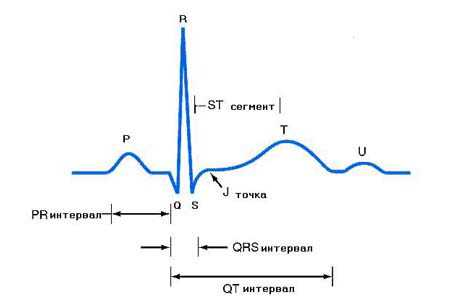 R
ST сегмент
P
T
U
Q
S
J точка
PR интервал
QRS интервал
QT интервал